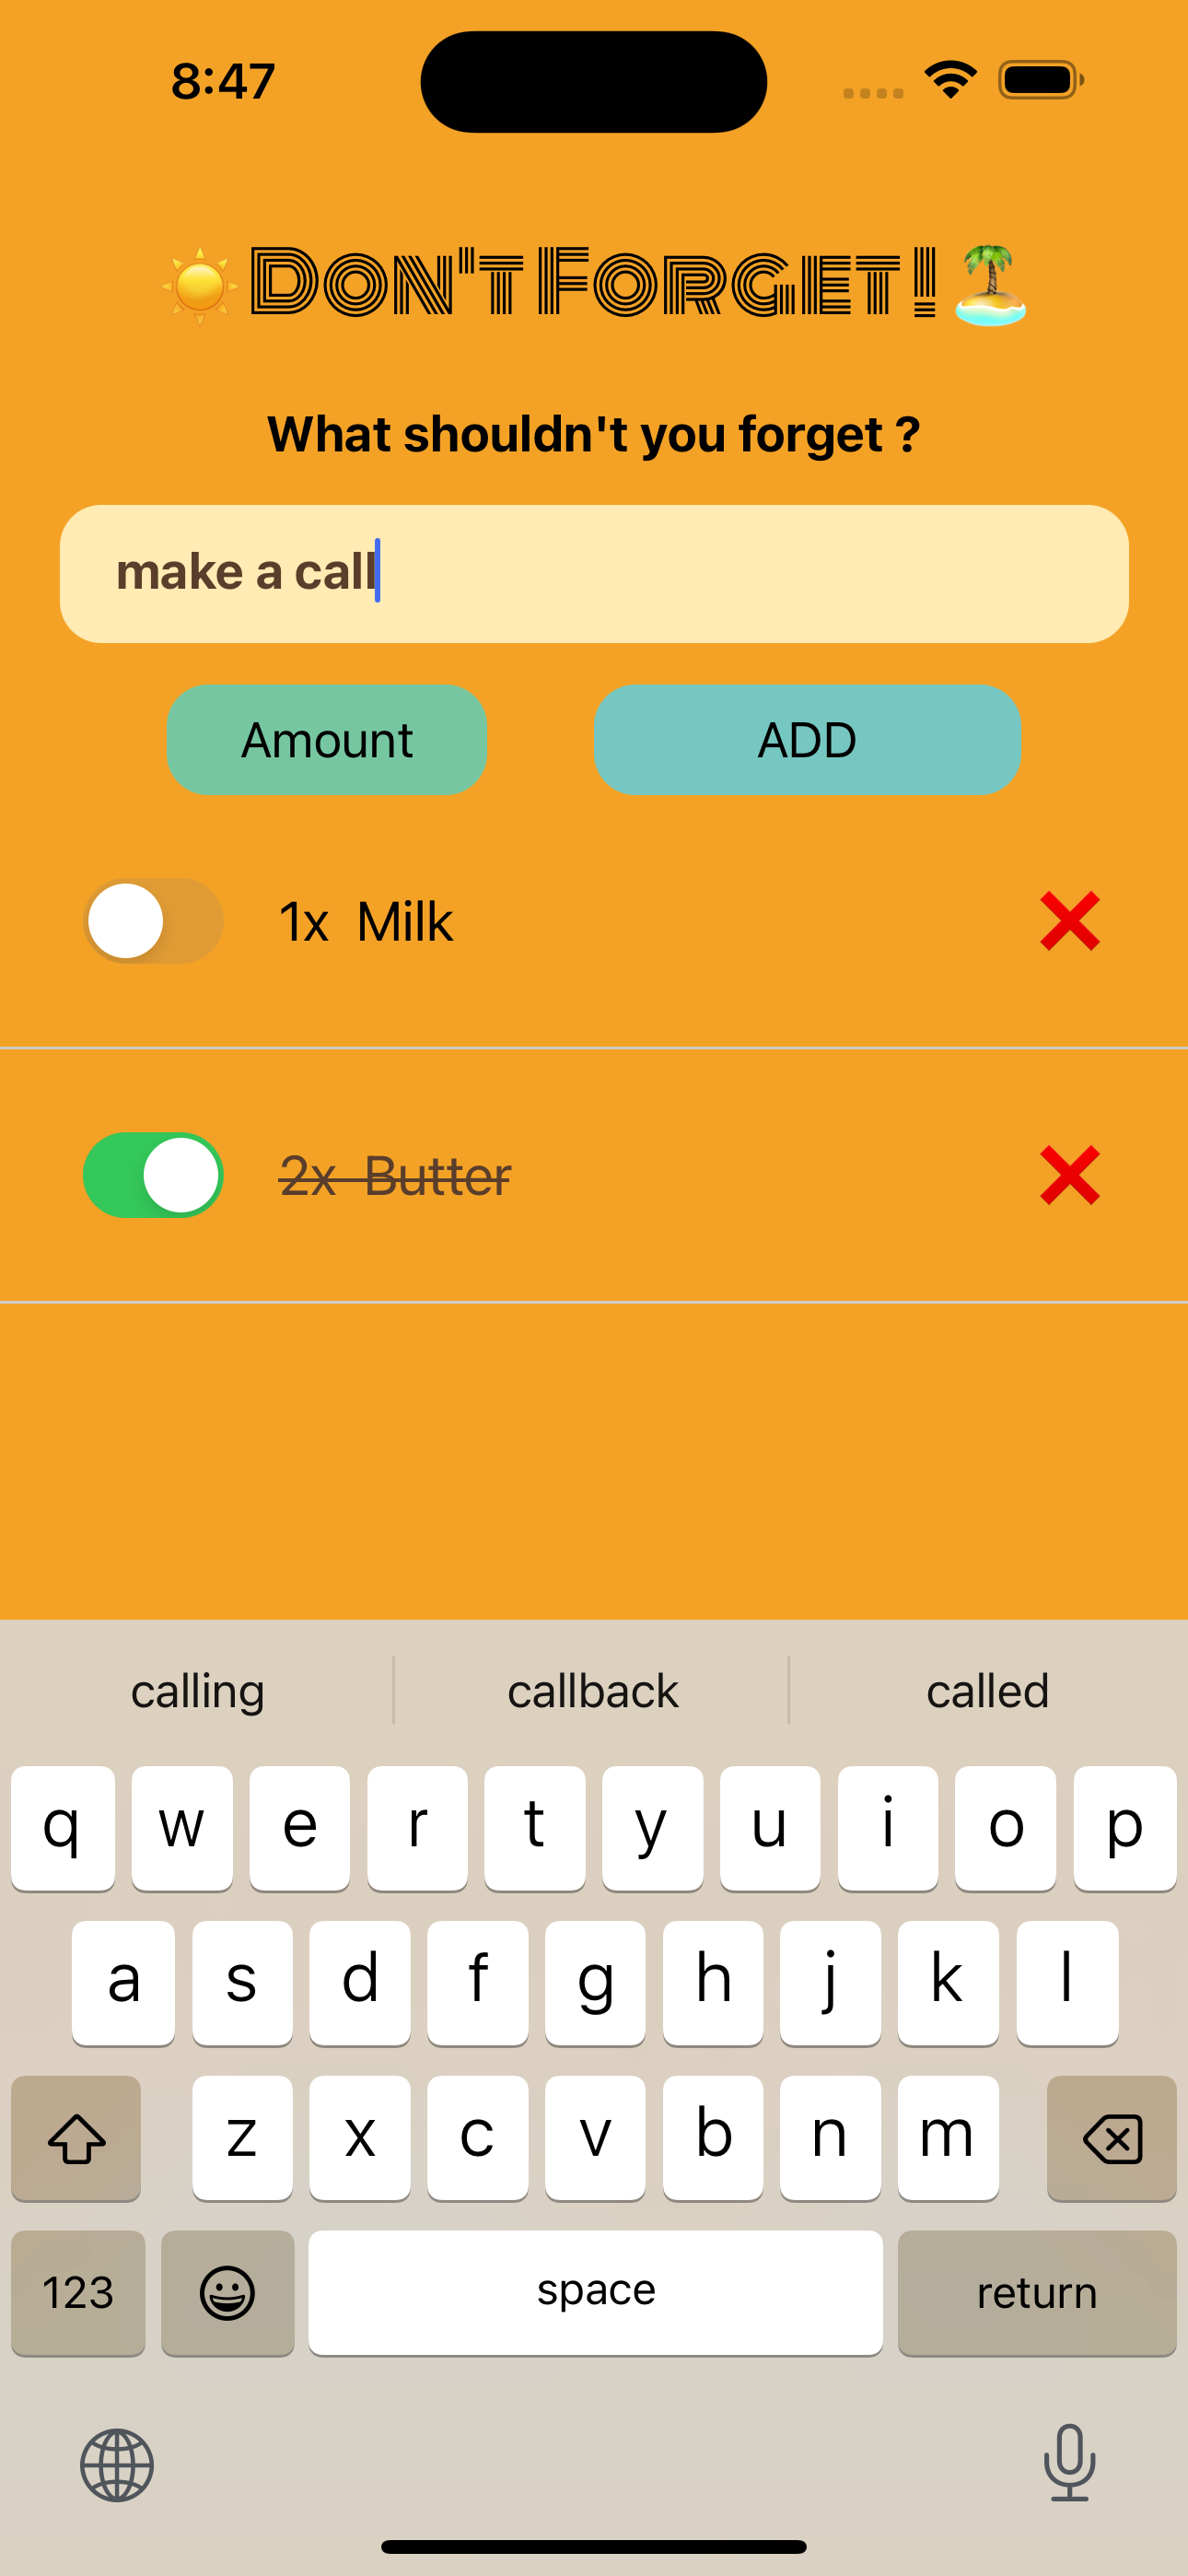 8:47
☀️DON'T FORGET!🏝️
What shouldn't you forget ?
make a call
Amount ADD
1x Milk
2x Butter
calling callback called
q w e r t y u i o p
a s d f g h j k l
z x c v b n m
123 space return